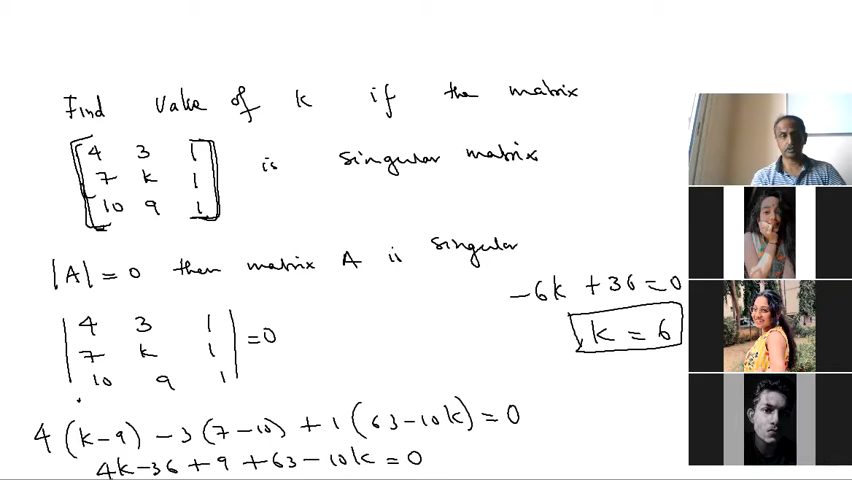 Find value of k if the matrix
4 3 1
7 k 1 is singular matrix
10 9 1
|A| = 0 then matrix A is singular
4 3 1
7 k 1 = 0
10 9 1
4 (k-9) - 3 (7-10) + 1 (63-10k) = 0
4k-36 + 9 + 63 - 10k = 0
-6k + 36 = 0
k = 6